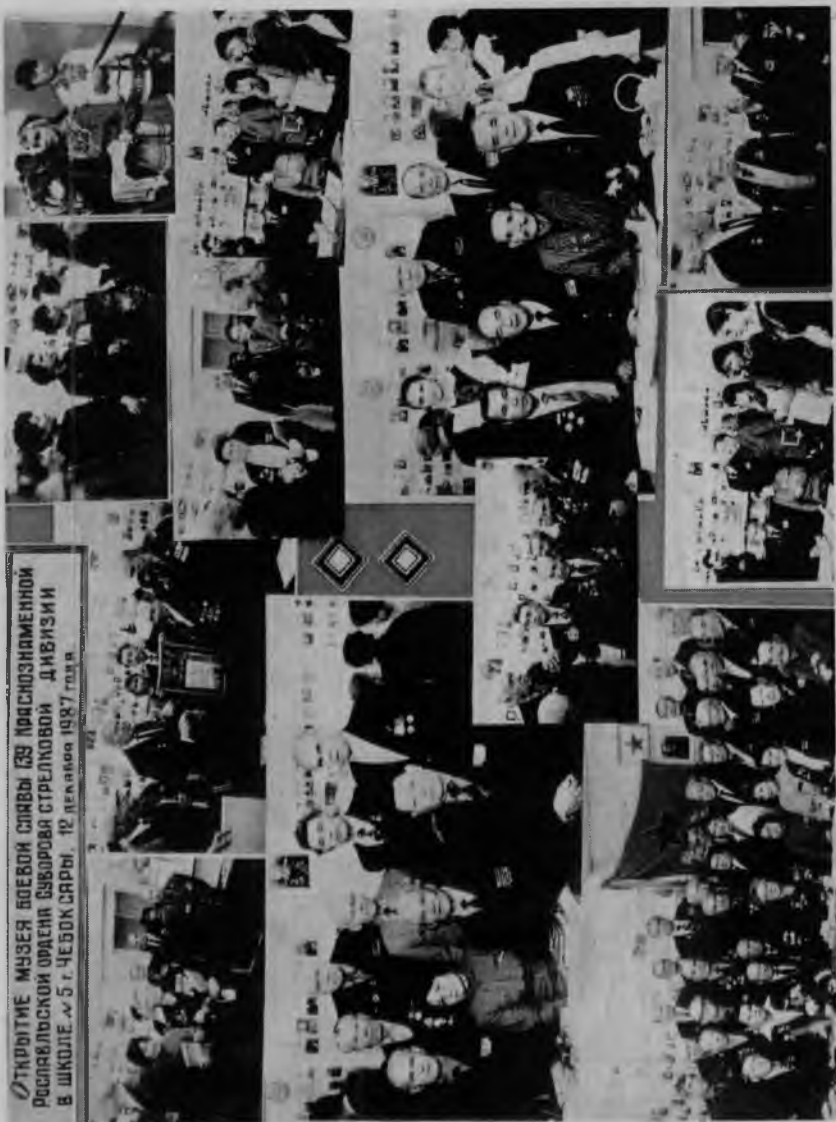 ОТКРЫТИЕ МУЗЕЯ БОЕВОЙ СЛАВЫ 139 КРАСНОЗНАМЕННОЙ
РОСЛАВЛЬСКОЙ ОРДЕНА СУВОРОВА СТРЕЛКОВОЙ ДИВИЗИИ
В ШКОЛЕ №5 г. ЧЕБОКСАРЫ. 12 декабря 1987 года